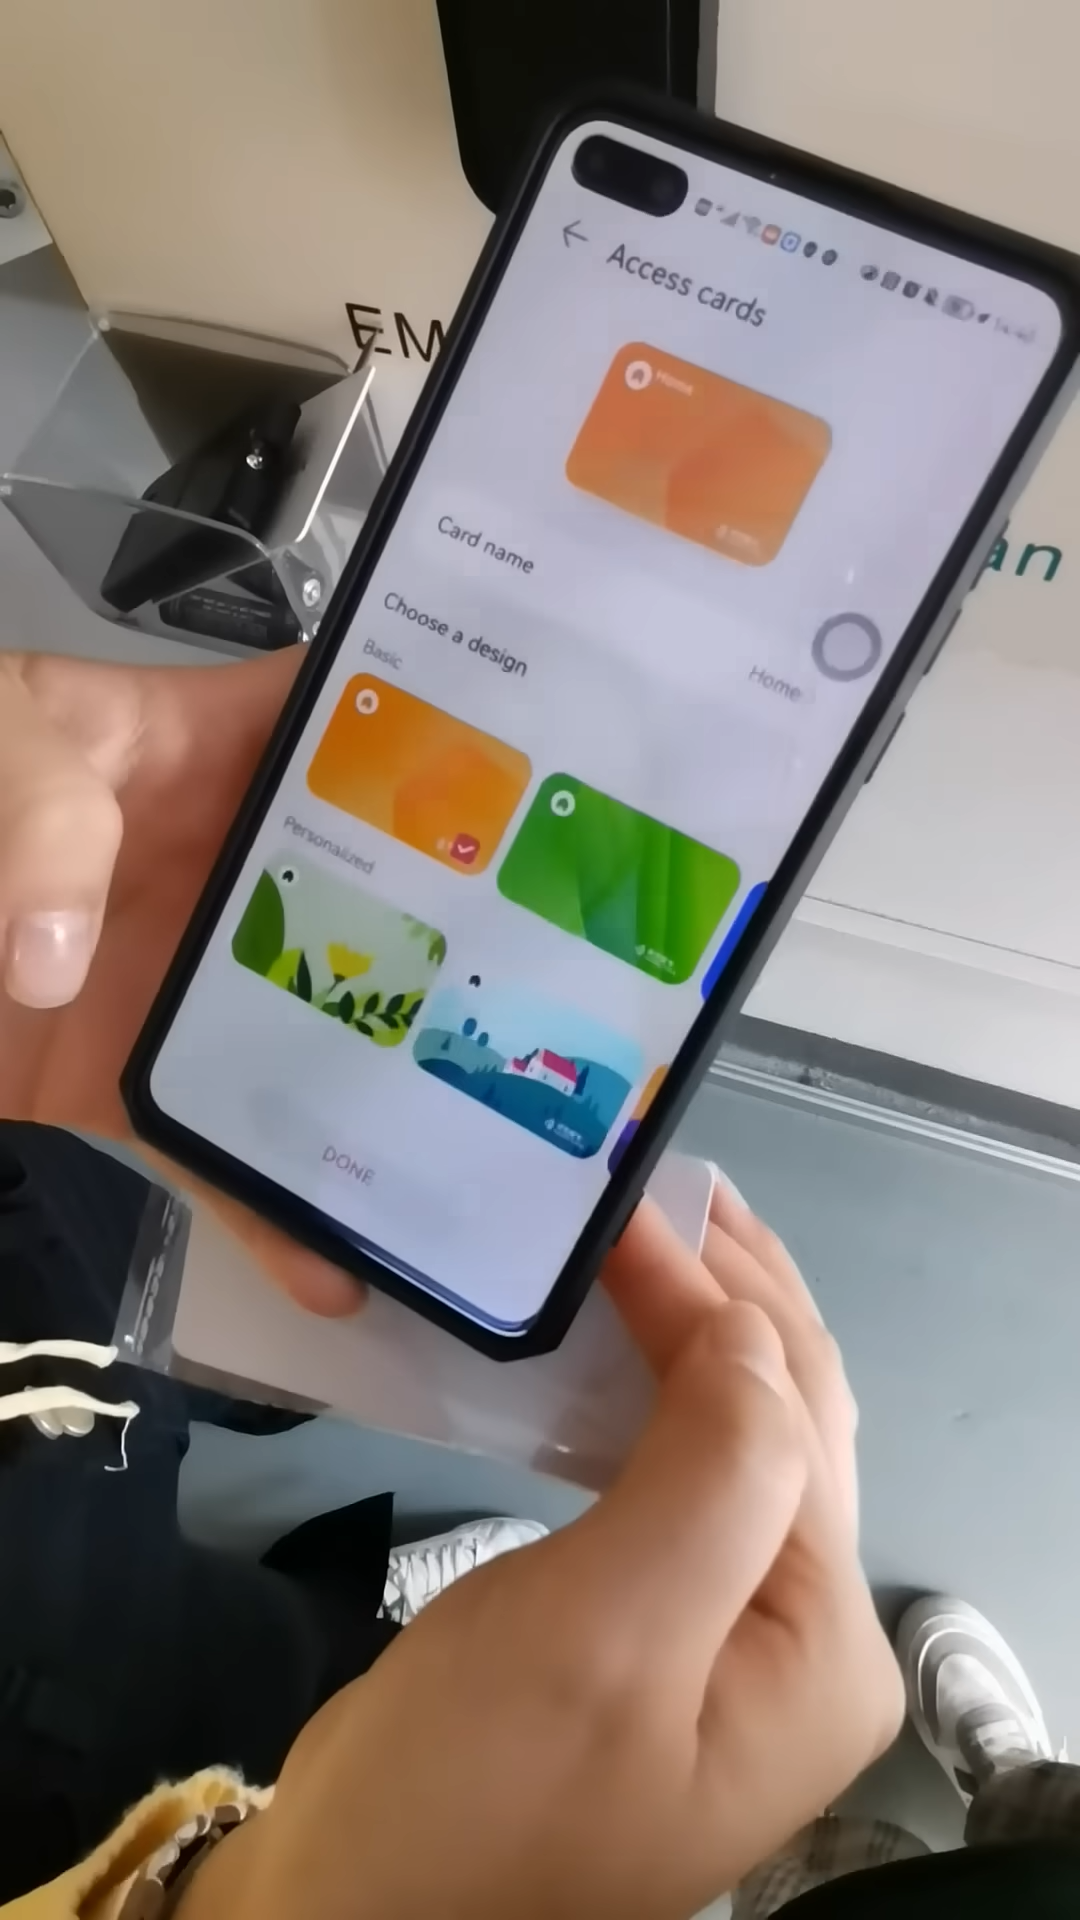 Access cards
Home
Card name
Home
Choose a design
Basic
Personalized
DONE
EM
an